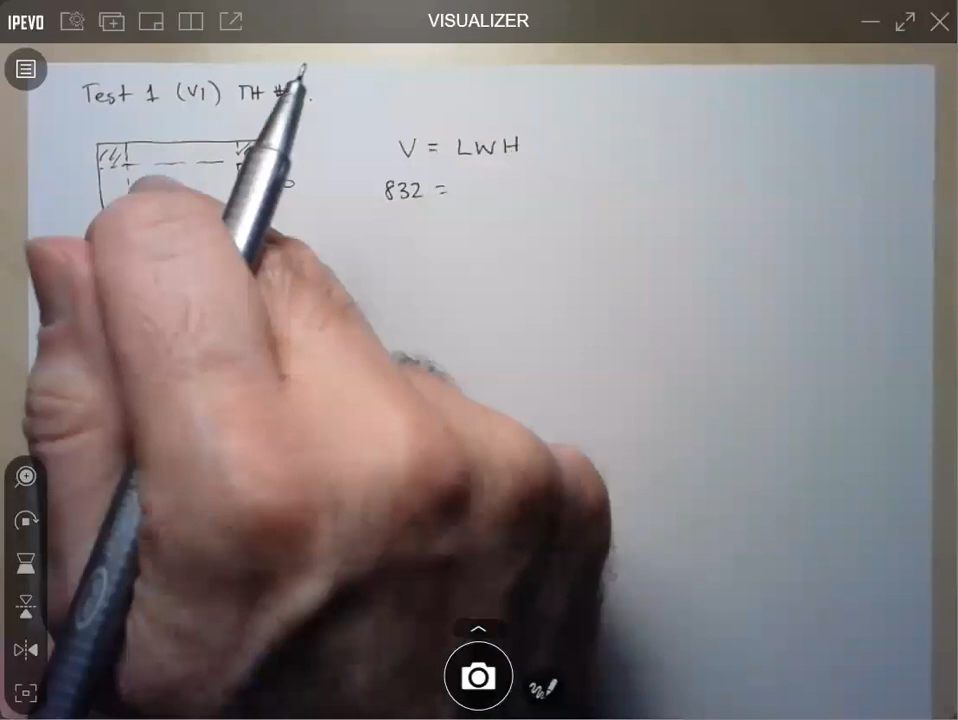 IPEVO
VISUALIZER
Test 1 (V1) TH
V = LWH
832 =